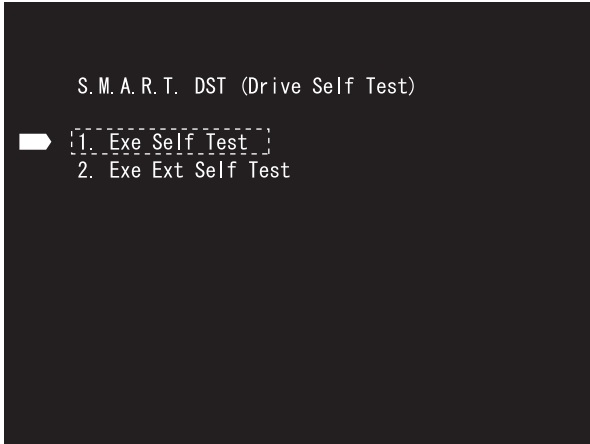 S.M.A.R.T. DST (Drive Self Test)
1. Exe Self Test
2. Exe Ext Self Test